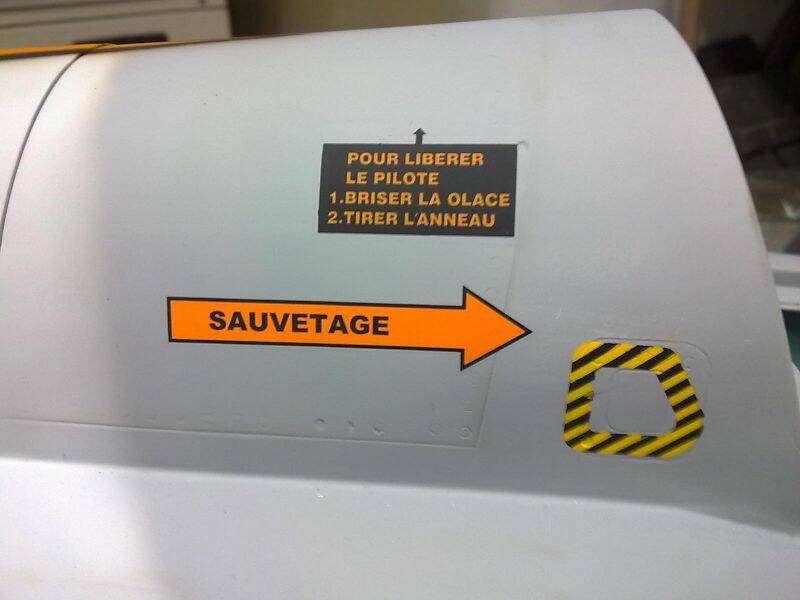 POUR LIBERER
LE PILOTE
1.BRISER LA OLACE
2.TIRER L'ANNEAU
SAUVETAGE